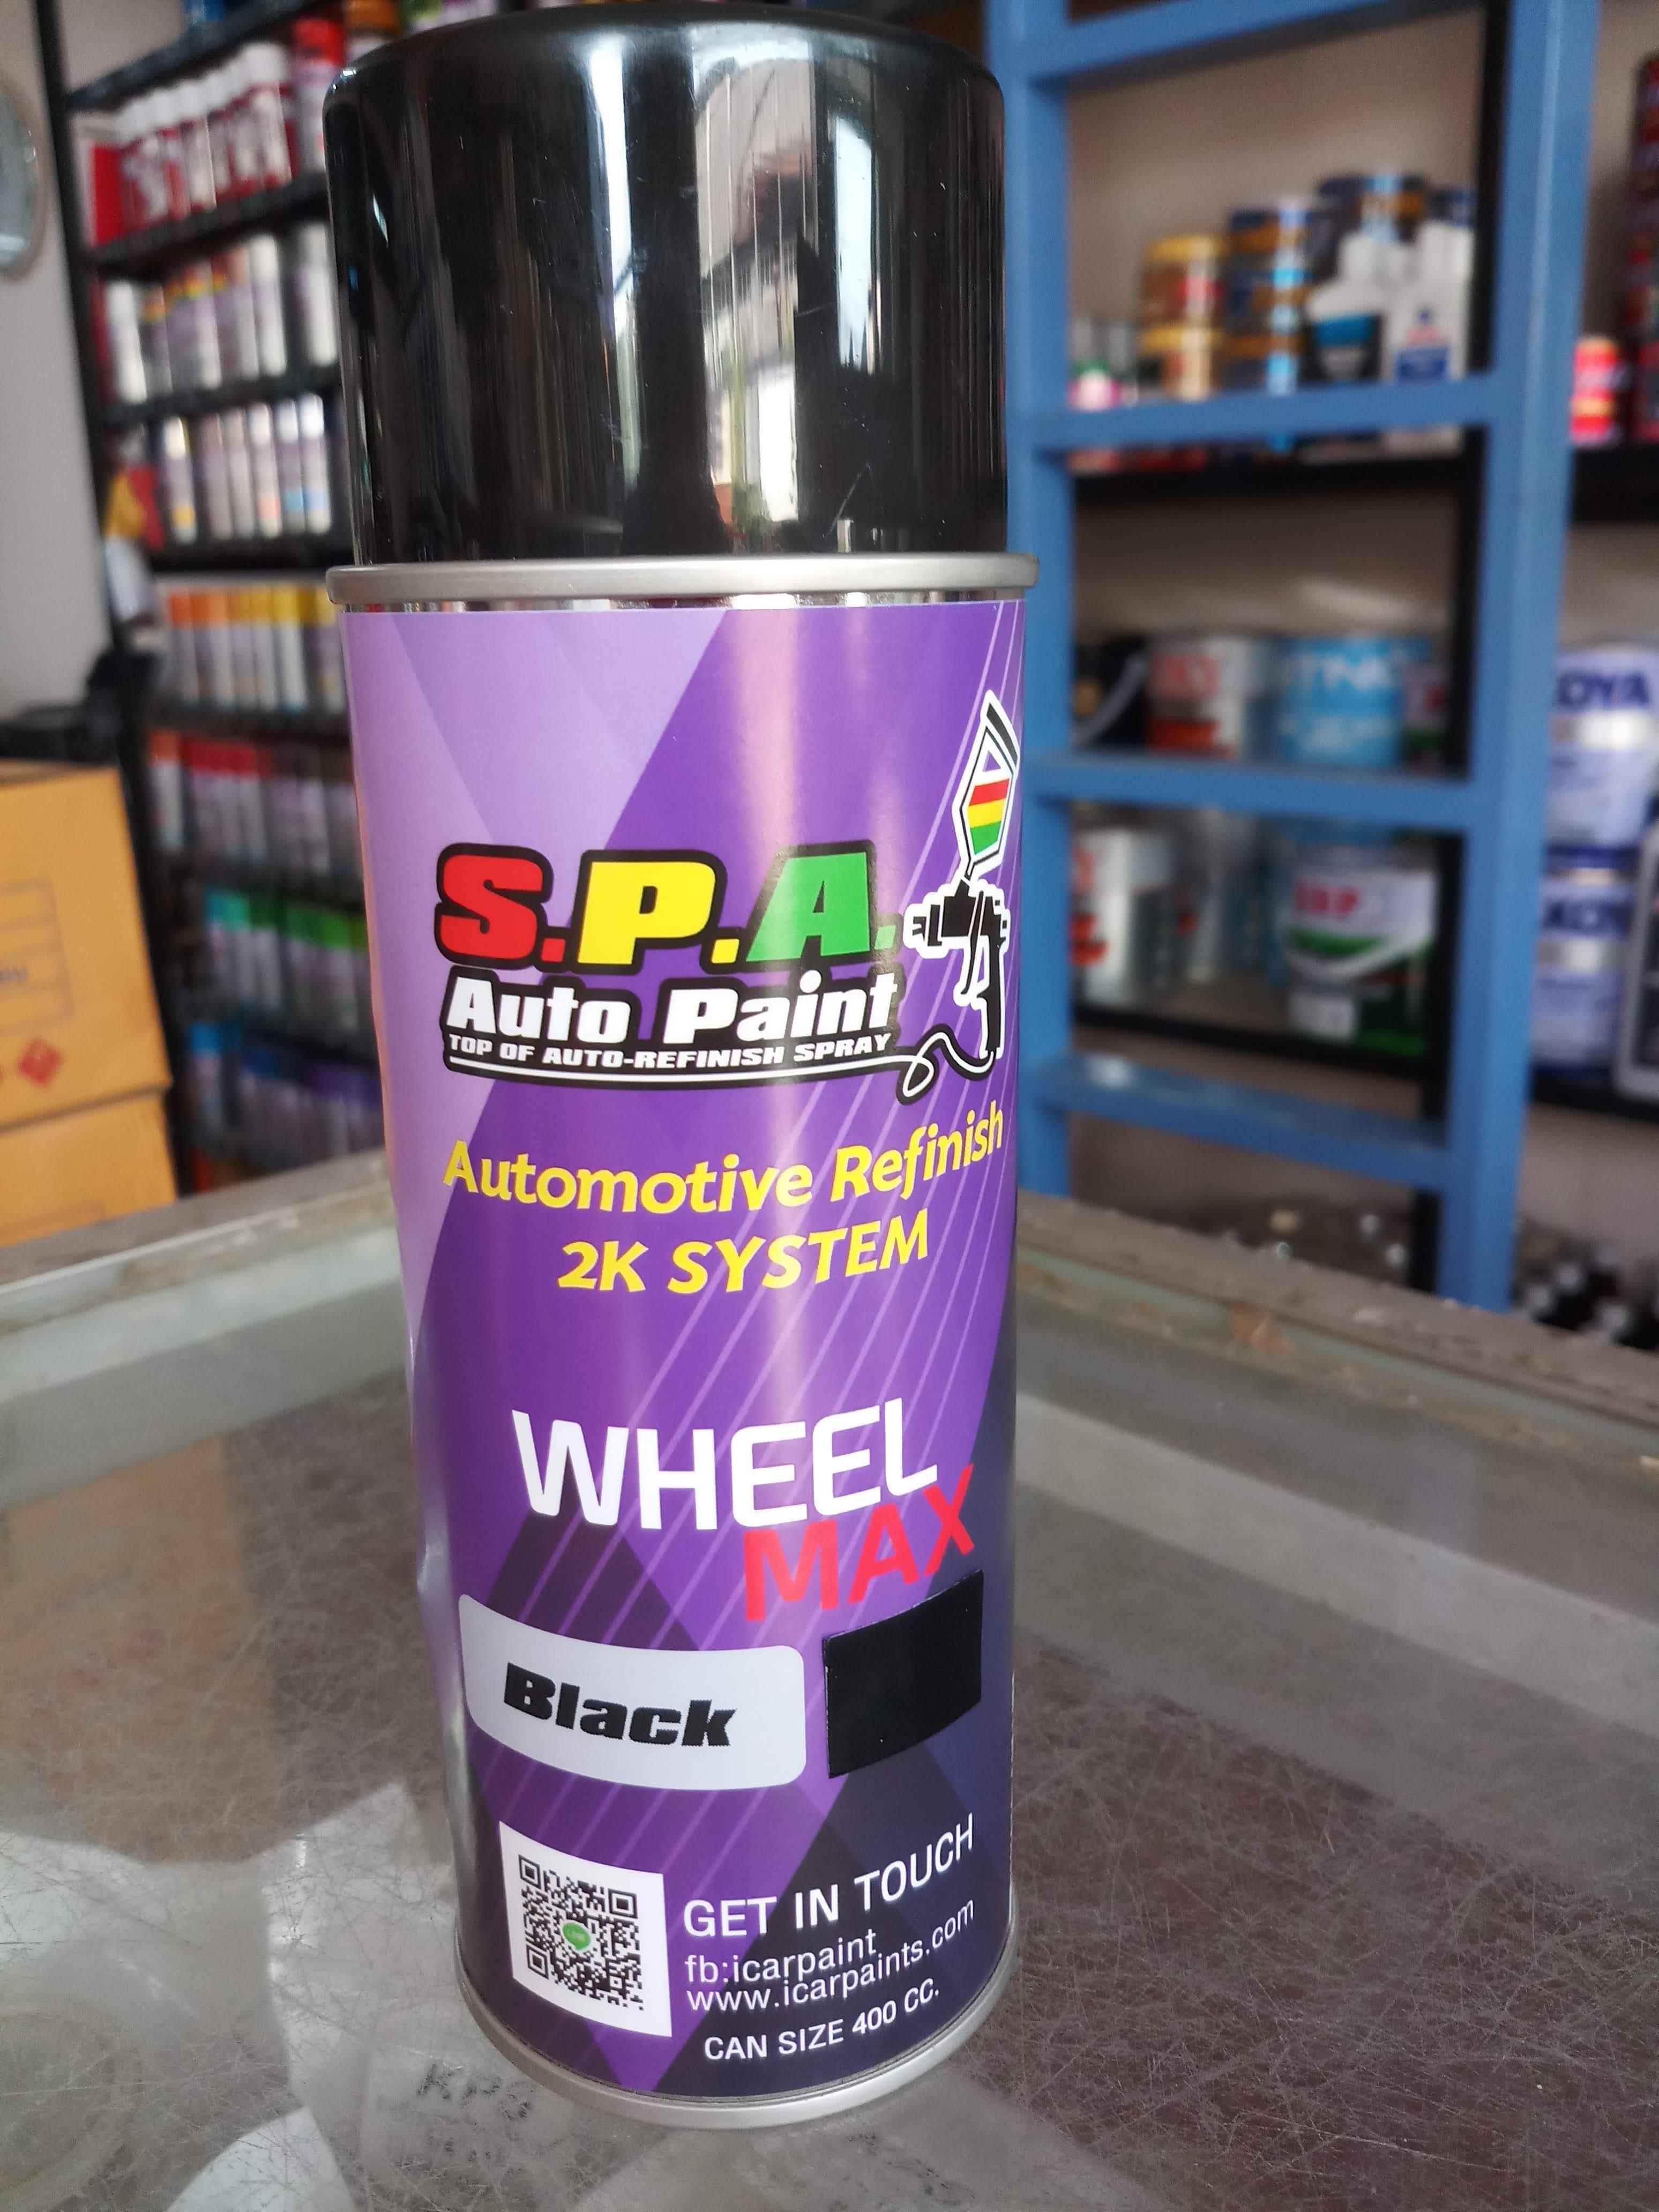 S.P.A.
Auto Paint
TOP OF AUTO-REFINISH SPRAY
Automotive Refinish
2K SYSTEM
WHEEL
MAX
Black
GET IN TOUCH
fb:icarpaint
www.icarpaints.com
CAN SIZE 400 CC.